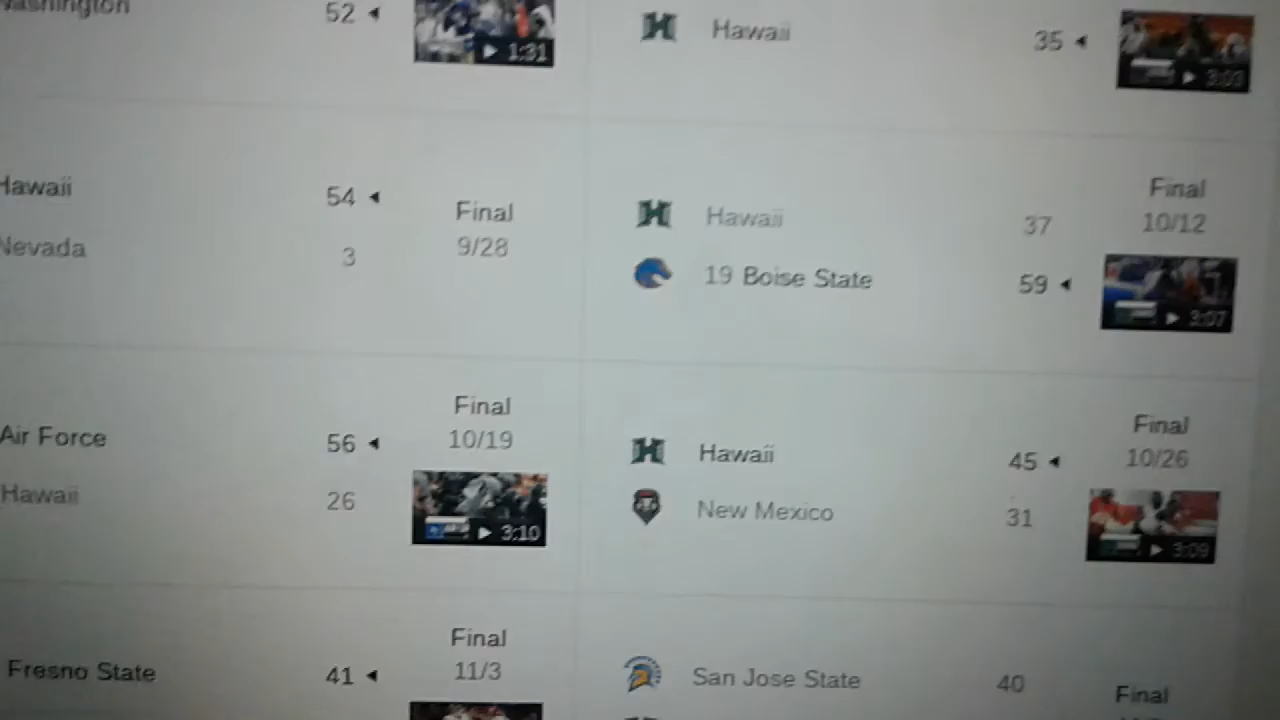 Washington 52 ◄
1:31
Hawaii 35 ◄
3:03
Hawaii 54 ◄
Nevada 3
Final
9/28
Hawaii 37
19 Boise State 59 ◄
Final
10/12
3:07
Air Force 56 ◄
Hawaii 26
Final
10/19
3:10
Hawaii 45 ◄
New Mexico 31
Final
10/26
3:09
Fresno State 41 ◄
Final
11/3
San Jose State 40
Final